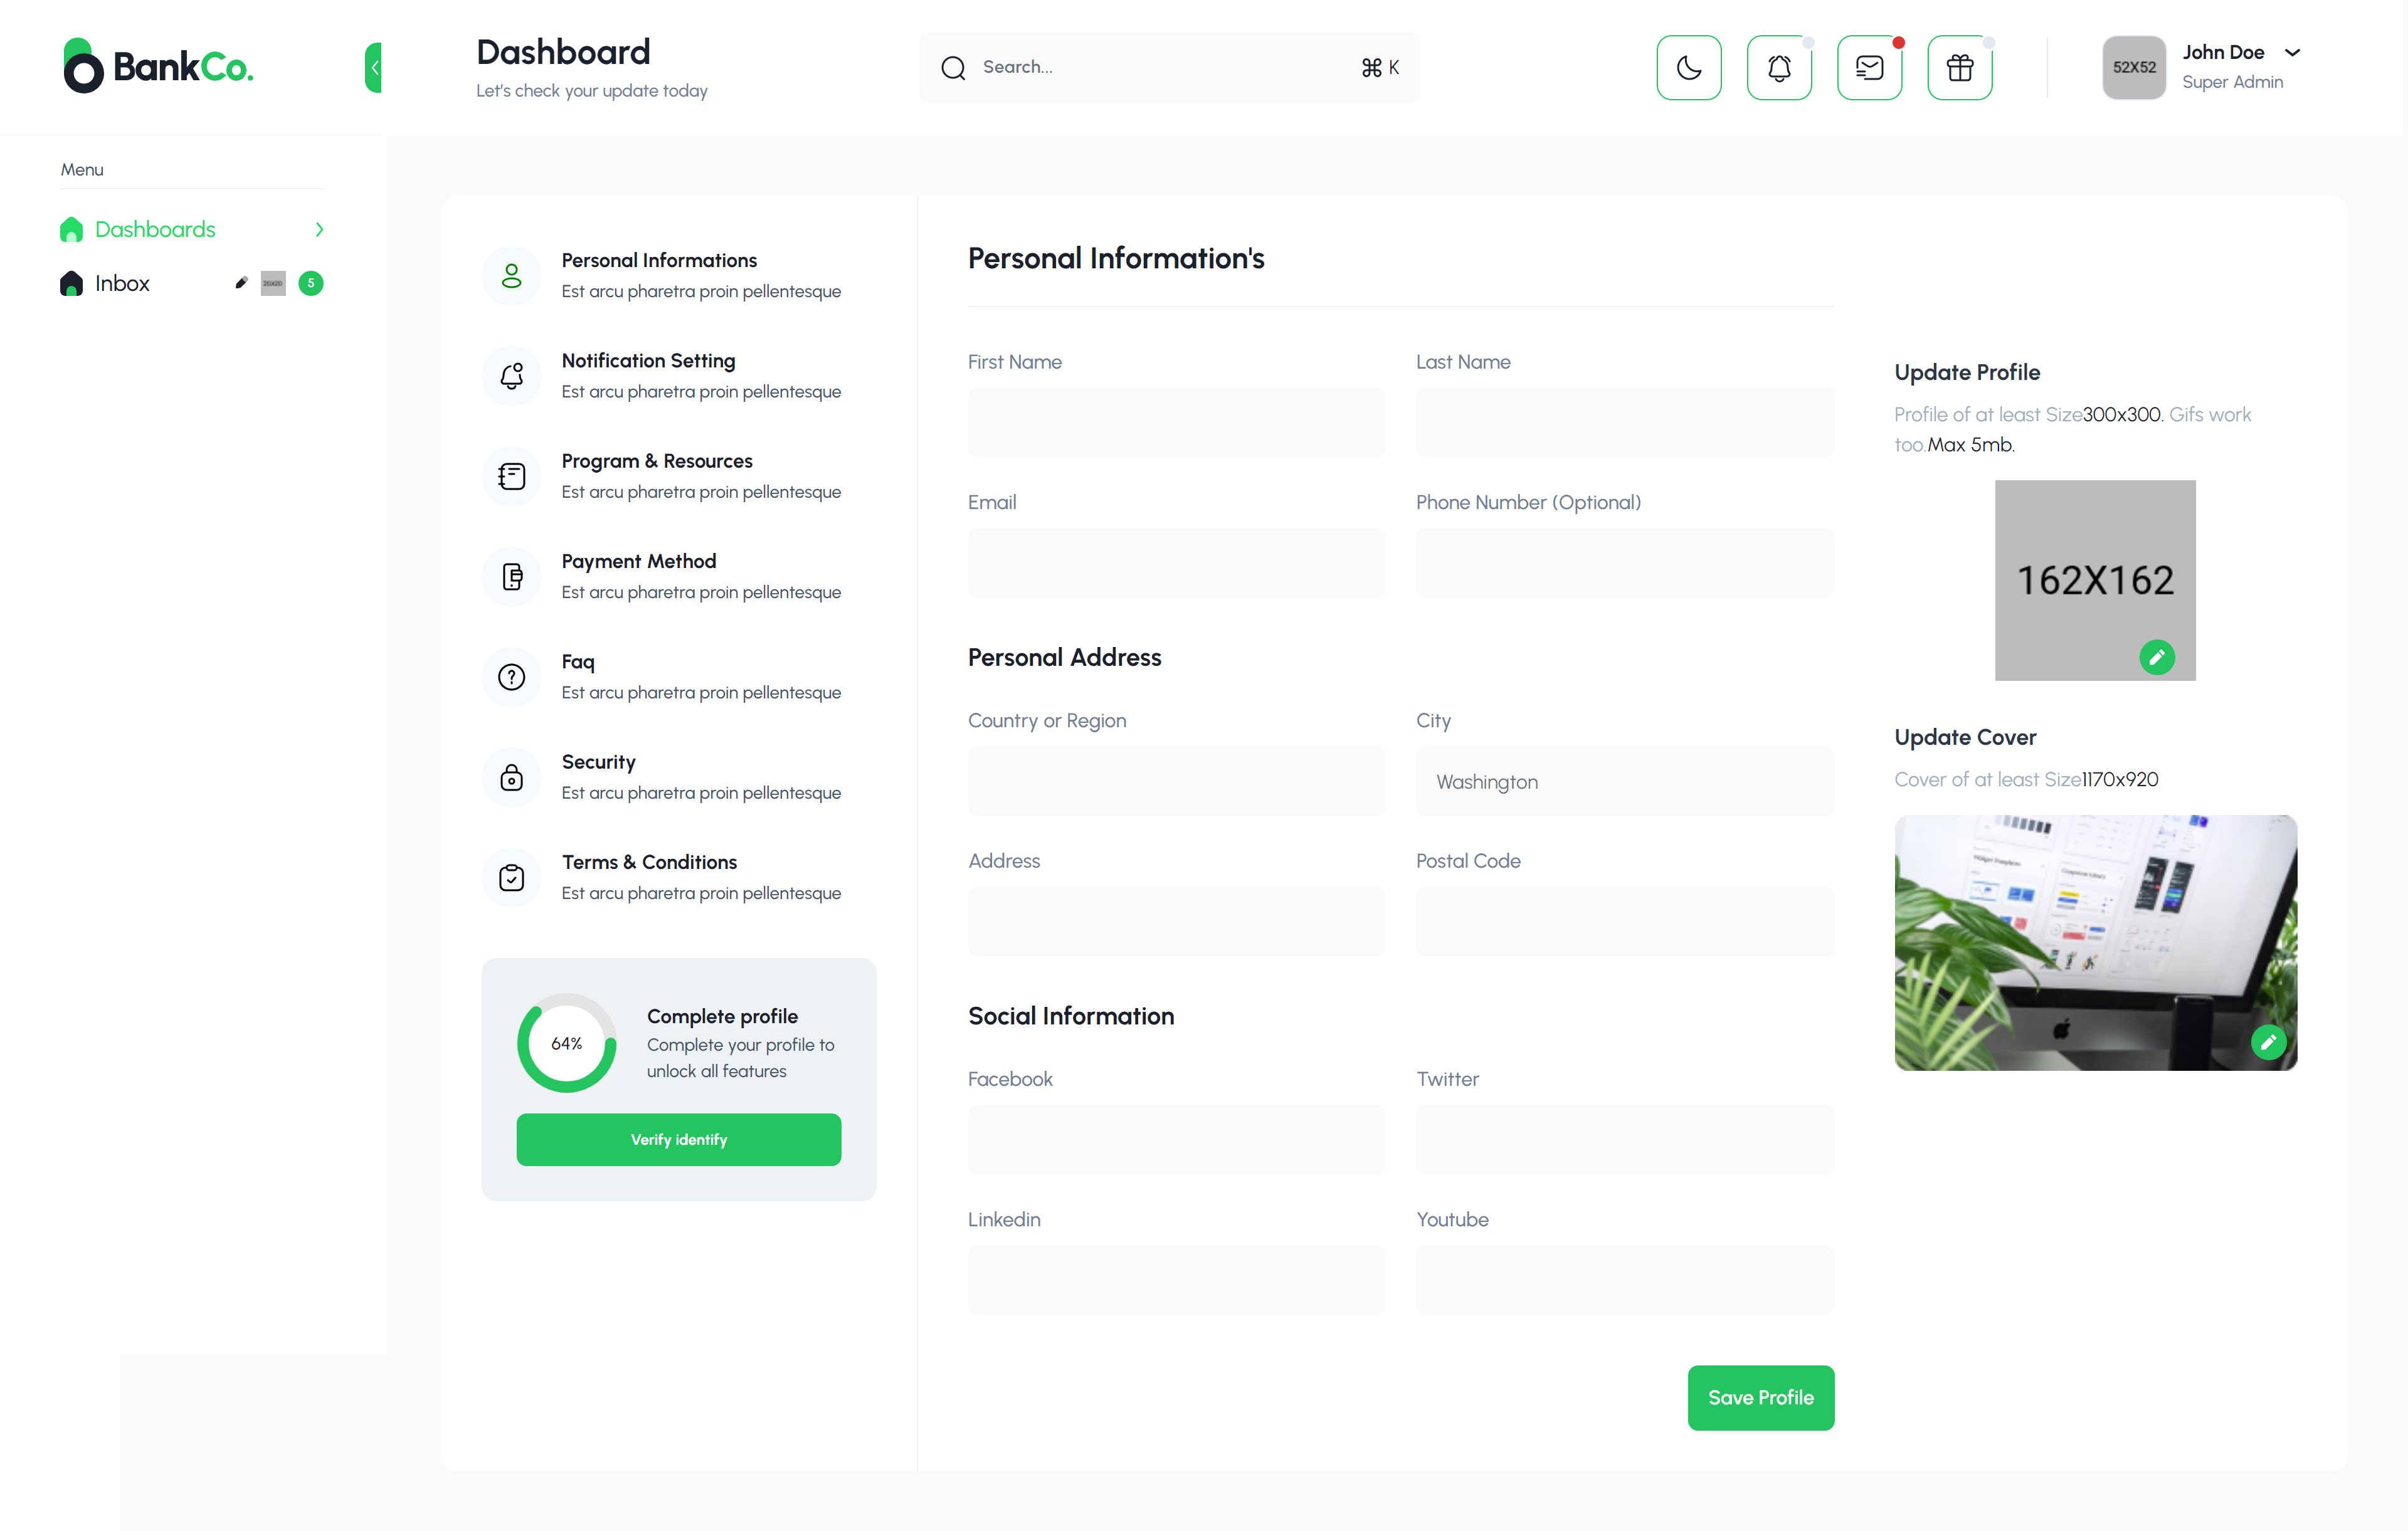 BankCo.
Dashboard
Let's check your update today
Search...
⌘ K
52X52
John Doe
Super Admin
Menu
Dashboards
Inbox
5
Personal Informations
Est arcu pharetra proin pellentesque
Notification Setting
Est arcu pharetra proin pellentesque
Program & Resources
Est arcu pharetra proin pellentesque
Payment Method
Est arcu pharetra proin pellentesque
Faq
Est arcu pharetra proin pellentesque
Security
Est arcu pharetra proin pellentesque
Terms & Conditions
Est arcu pharetra proin pellentesque
64%
Complete profile
Complete your profile to
unlock all features
Verify identify
Personal Information's
First Name
Last Name
Email
Phone Number (Optional)
Personal Address
Country or Region
City
Washington
Address
Postal Code
Social Information
Facebook
Twitter
Linkedin
Youtube
Save Profile
Update Profile
Profile of at least Size300x300. Gifs work
too.Max 5mb.
162X162
Update Cover
Cover of at least Size1170x920